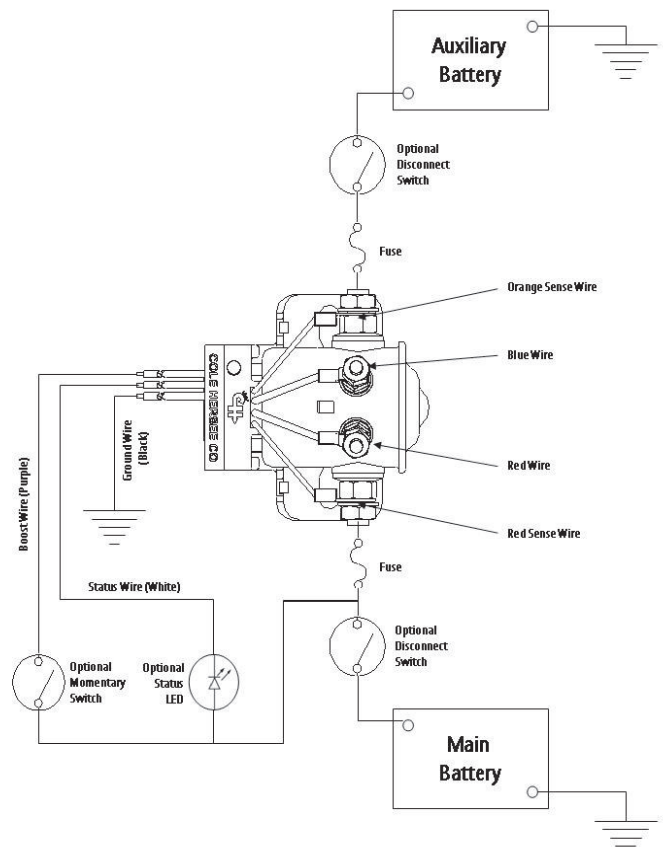 Auxiliary
Battery
Optional
Disconnect
Switch
Fuse
Orange Sense Wire
Blue Wire
COLE HERSEE CO
Ground Wire
(Black)
Boost Wire (Purple)
Red Wire
Red Sense Wire
Fuse
Status Wire (White)
Optional
Momentary
Switch
Optional
Status
LED
Optional
Disconnect
Switch
Main
Battery